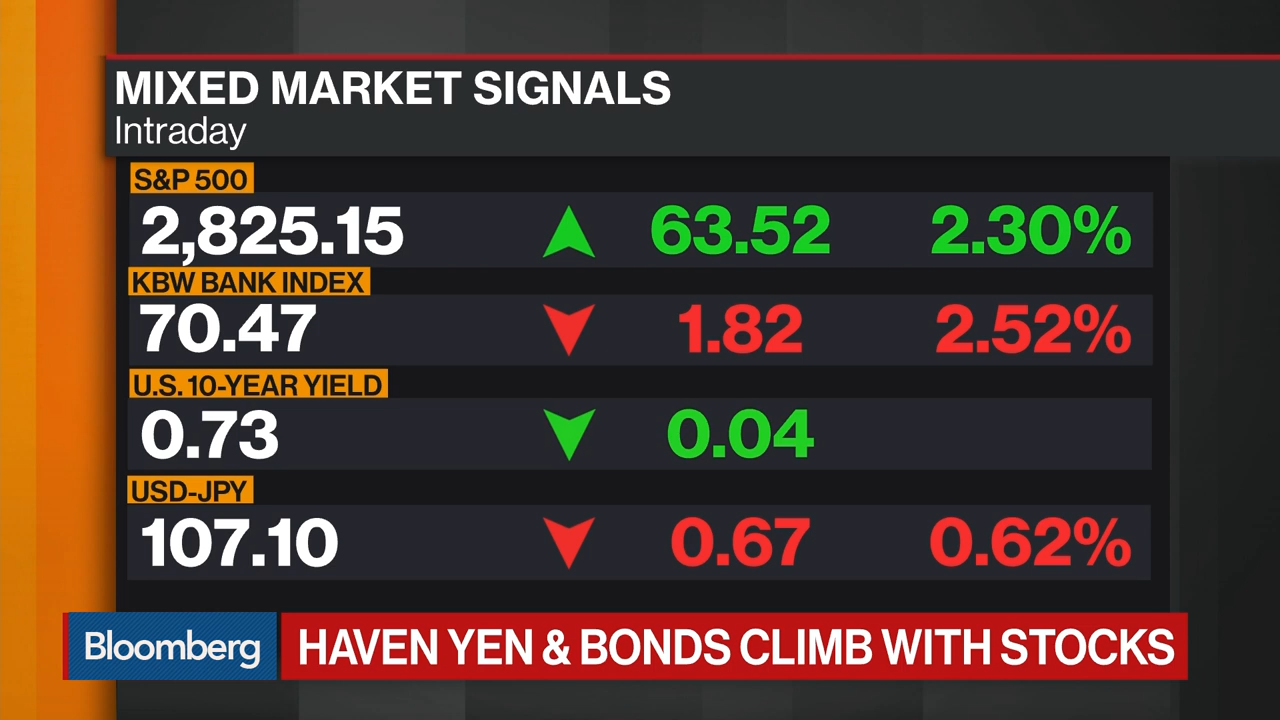 MIXED MARKET SIGNALS
Intraday
S&P 500
2,825.15 63.52 2.30%
KBW BANK INDEX
70.47 1.82 2.52%
U.S. 10-YEAR YIELD
0.73 0.04
USD-JPY
107.10 0.67 0.62%
Bloomberg HAVEN YEN & BONDS CLIMB WITH STOCKS